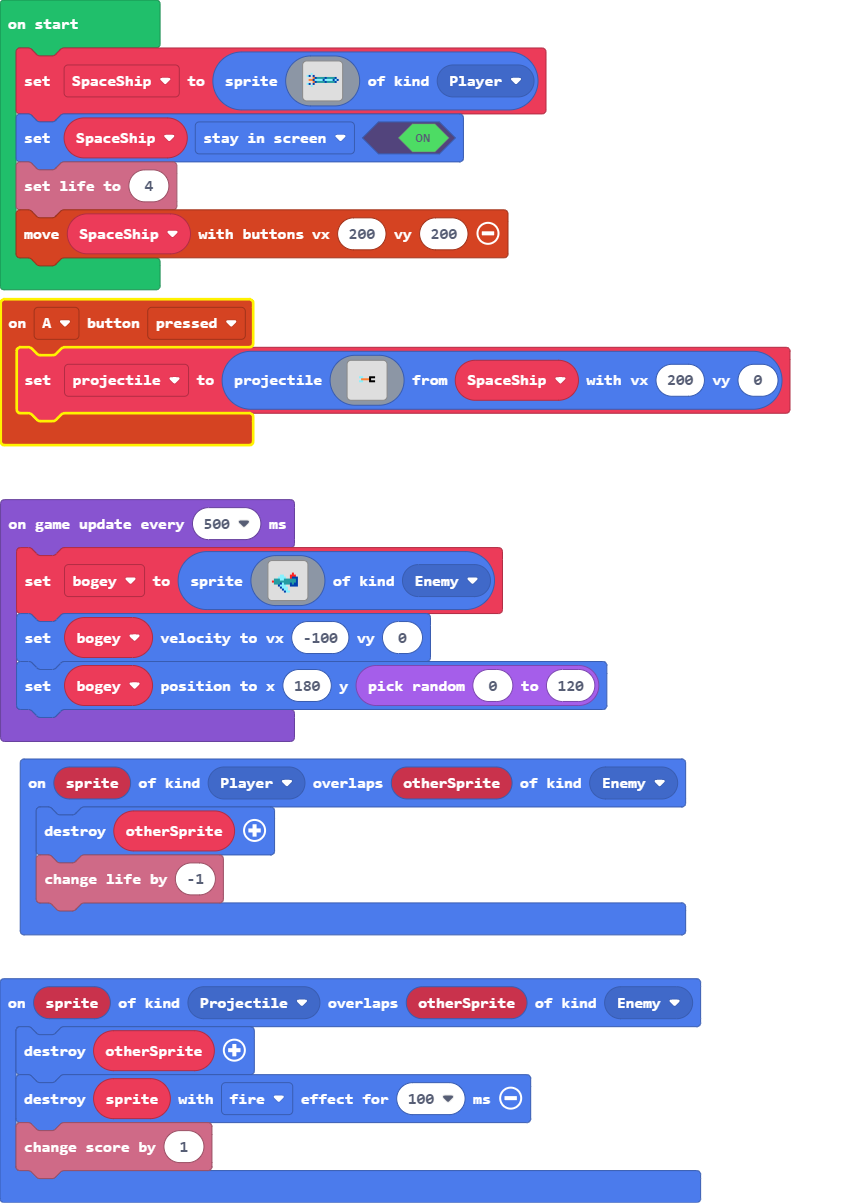 on start
set SpaceShip to sprite of kind Player
set SpaceShip stay in screen ON
set life to 4
move SpaceShip with buttons vx 200 vy 200
on A button pressed
set projectile to projectile from SpaceShip with vx 200 vy 0
on game update every 500 ms
set bogey to sprite of kind Enemy
set bogey velocity to vx -100 vy 0
set bogey position to x 180 y pick random 0 to 120
on sprite of kind Player overlaps otherSprite of kind Enemy
destroy otherSprite
change life by -1
on sprite of kind Projectile overlaps otherSprite of kind Enemy
destroy otherSprite
destroy sprite with fire effect for 100 ms
change score by 1